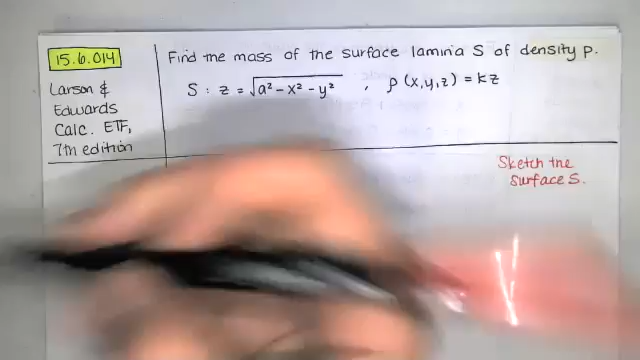 15.6.014
Larson &
Edwards
Calc. ETF,
7th edition
Find the mass of the surface lamina S of density ρ.
S : z = √(a² - x² - y²) , ρ(x,y,z) = kz
Sketch the
surface S.